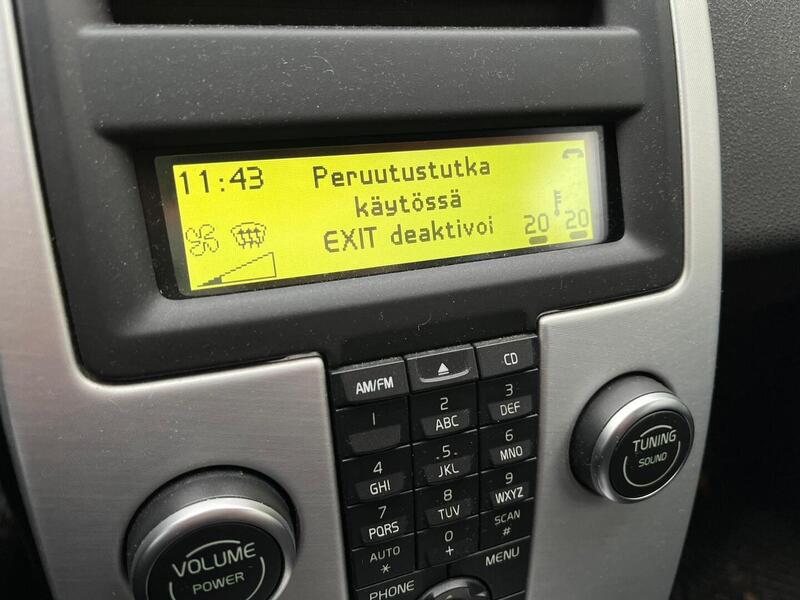 11:43
Peruutustutka
käytössä
EXIT deaktivoi
20 20
AM/FM
CD
1
2 ABC
3 DEF
4 GHI
5 JKL
6 MNO
7 PQRS
8 TUV
9 WXYZ
AUTO *
0 +
SCAN #
PHONE
MENU
VOLUME
POWER
TUNING
SOUND